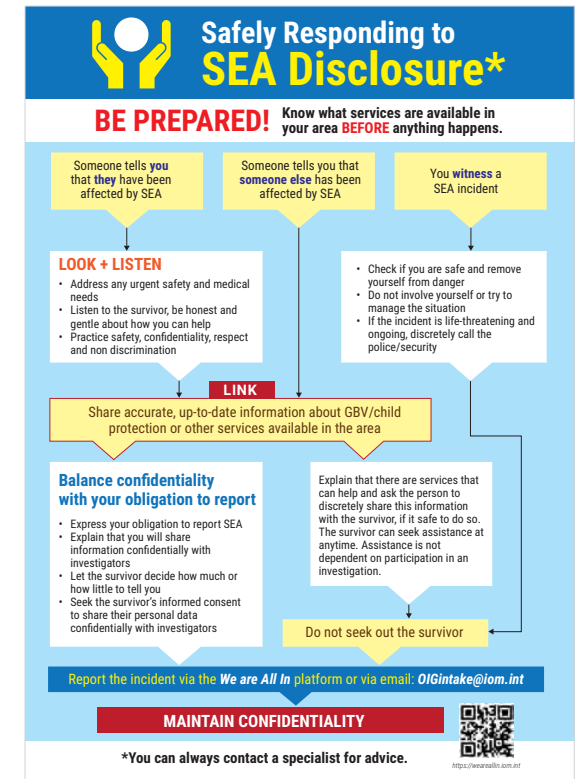 Safely Responding to
SEA Disclosure*
BE PREPARED!
Know what services are available in
your area BEFORE anything happens.
Someone tells you
that they have been
affected by SEA
Someone tells you that
someone else has been
affected by SEA
You witness a
SEA incident
LOOK + LISTEN
• Address any urgent safety and medical
needs
• Listen to the survivor, be honest and
gentle about how you can help
• Practice safety, confidentiality, respect
and non discrimination
• Check if you are safe and remove
yourself from danger
• Do not involve yourself or try to
manage the situation
• If the incident is life-threatening and
ongoing, discretely call the
police/security
LINK
Share accurate, up-to-date information about GBV/child
protection or other services available in the area
Balance confidentiality
with your obligation to report
• Express your obligation to report SEA
• Explain that you will share
information confidentially with
investigators
• Let the survivor decide how much or
how little to tell you
• Seek the survivor's informed consent
to share their personal data
confidentially with investigators
Explain that there are services that
can help and ask the person to
discretely share this information
with the survivor, if it safe to do so.
The survivor can seek assistance at
anytime. Assistance is not
dependent on participation in an
investigation.
Do not seek out the survivor
Report the incident via the We are All In platform or via email: OIGintake@iom.int
MAINTAIN CONFIDENTIALITY
*You can always contact a specialist for advice.
https://weareallin.iom.int